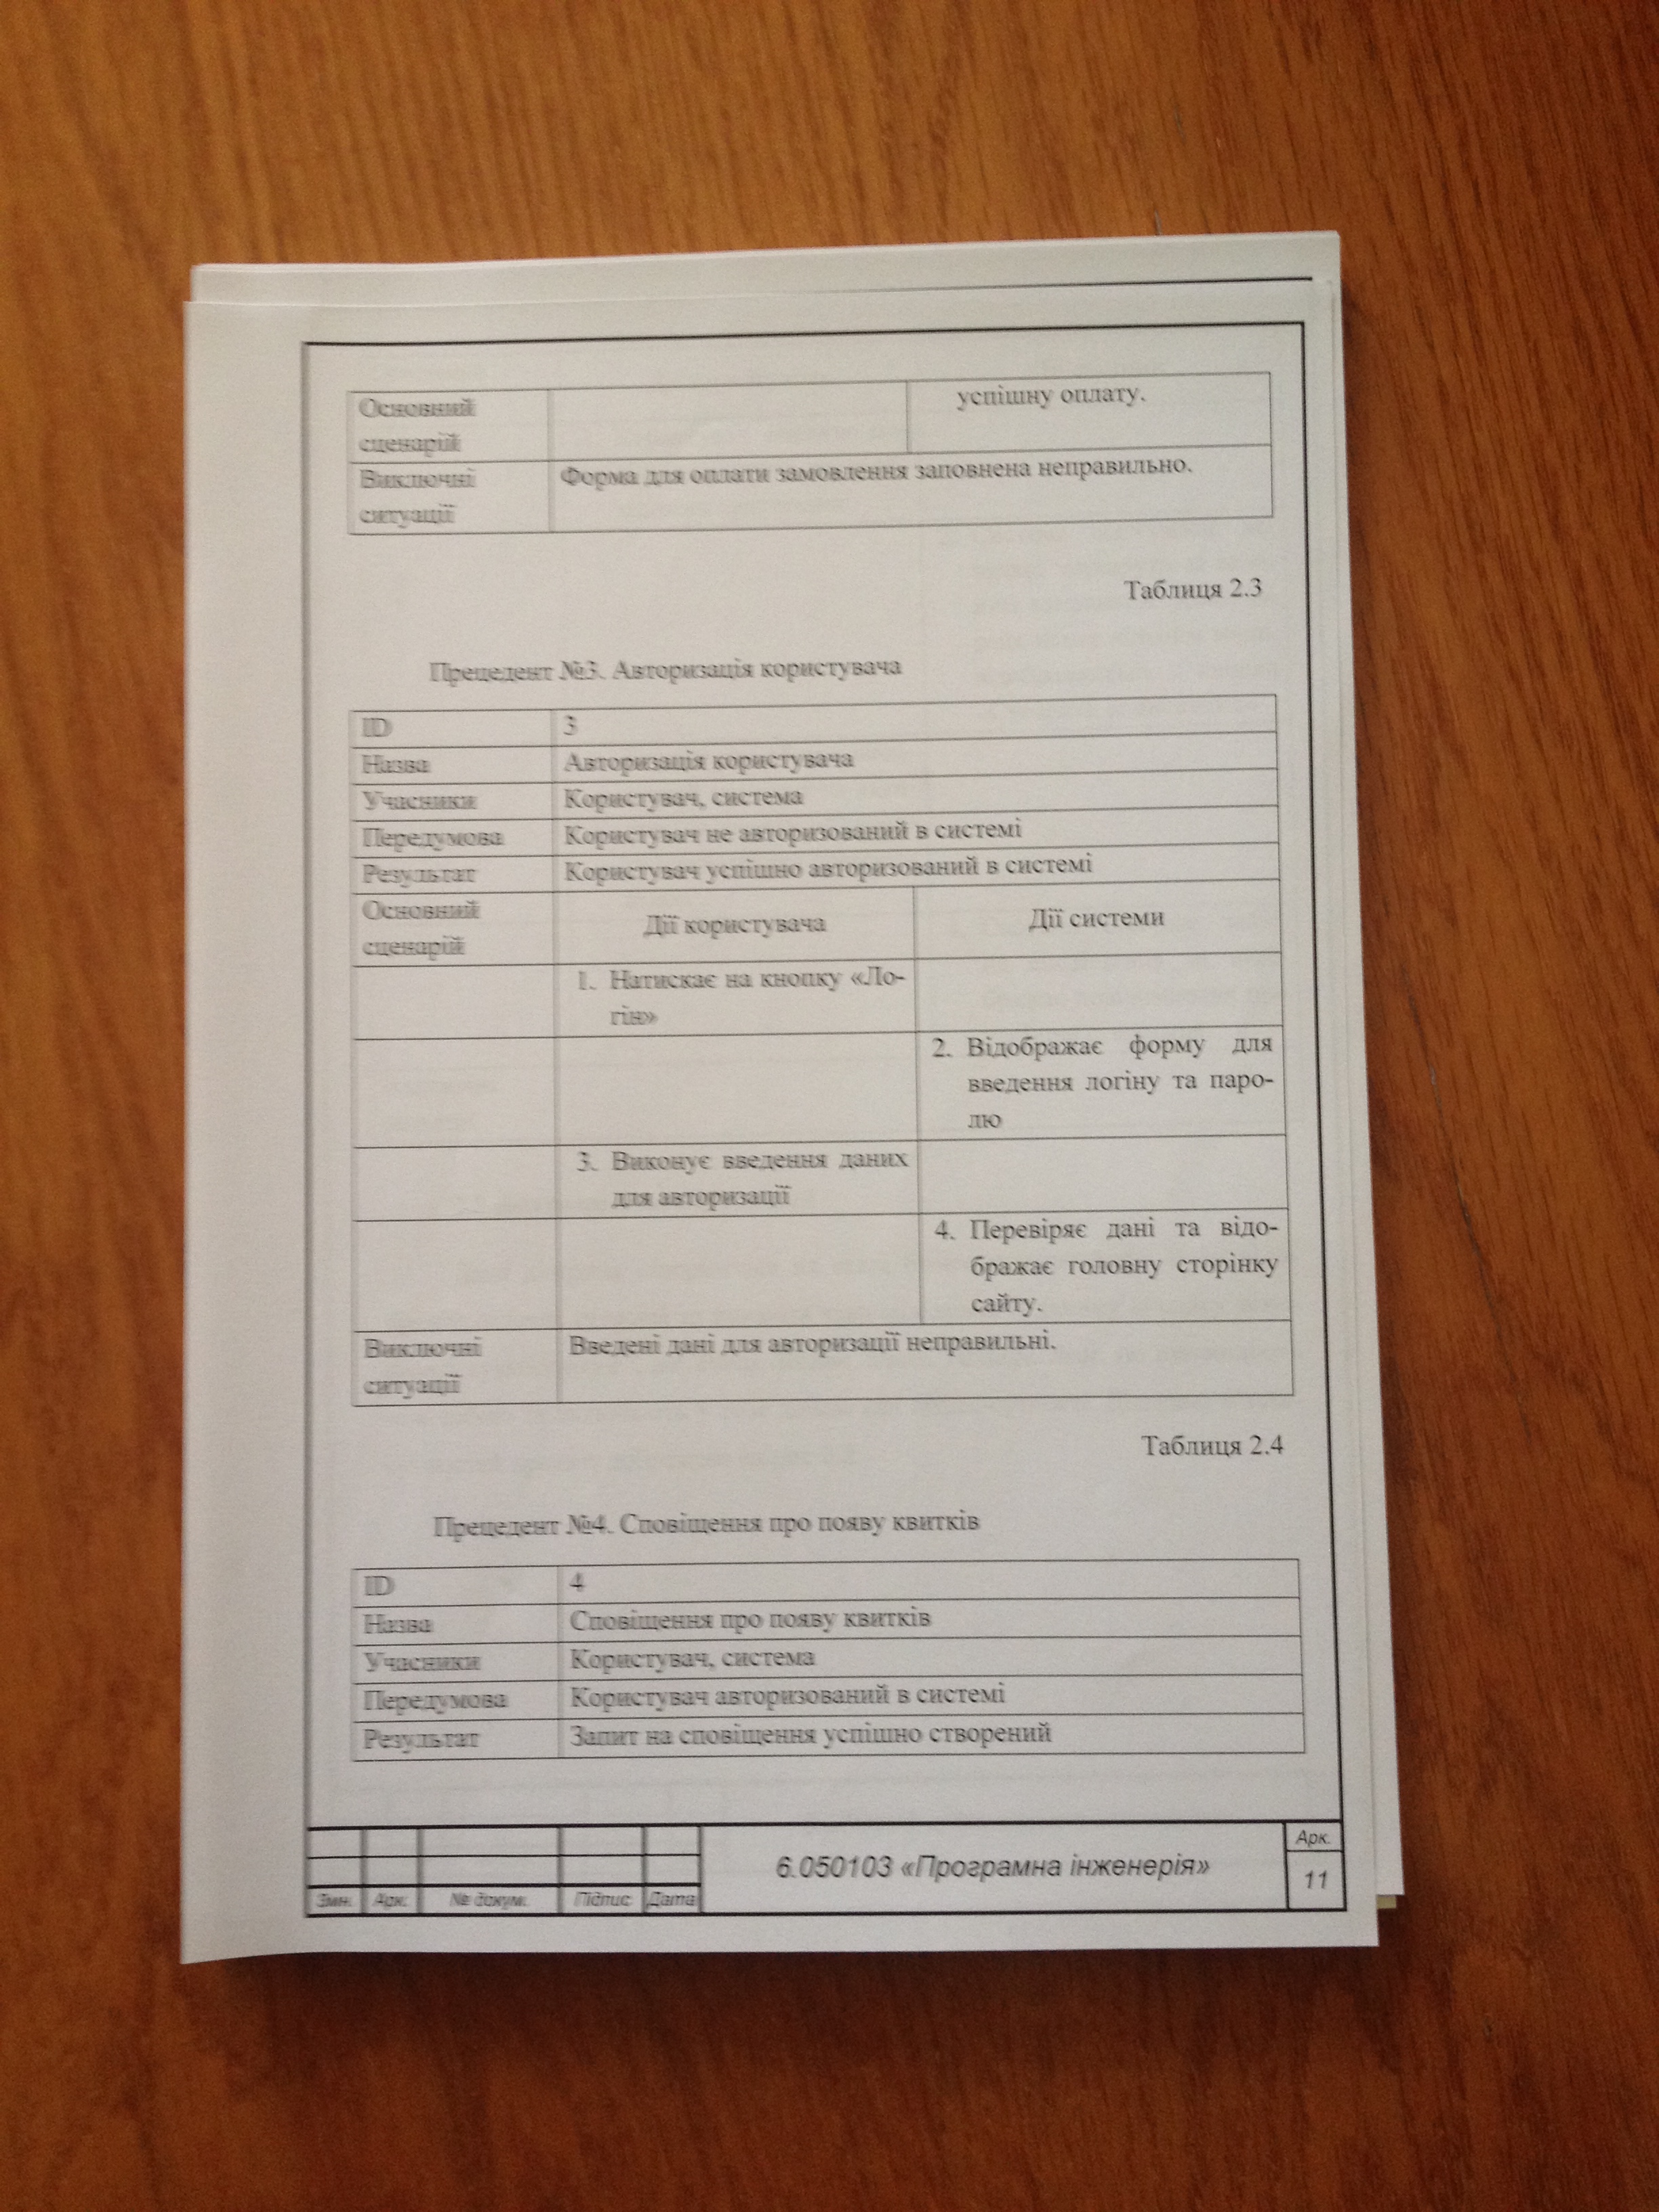 Основний
сценарій
успішну оплату.
Виключні
ситуації
Форма для оплати замовлення заповнена неправильно.
Таблиця 2.3
Прецедент №3. Авторизація користувача
ID 3
Назва Авторизація користувача
Учасники Користувач, система
Передумова Користувач не авторизований в системі
Результат Користувач успішно авторизований в системі
Основний
сценарій
Дії користувача Дії системи
1. Натискає на кнопку «Ло-
гін»
2. Відображає форму для
введення логіну та паро-
лю
3. Виконує введення даних
для авторизації
4. Перевіряє дані та відо-
бражає головну сторінку
сайту.
Виключні
ситуації
Введені дані для авторизації неправильні.
Таблиця 2.4
Прецедент №4. Сповіщення про появу квитків
ID 4
Назва Сповіщення про появу квитків
Учасники Користувач, система
Передумова Користувач авторизований в системі
Результат Запит на сповіщення успішно створений
Змн. Арк. № докум. Підпис Дата
6.050103 «Програмна інженерія»
Арк.
11